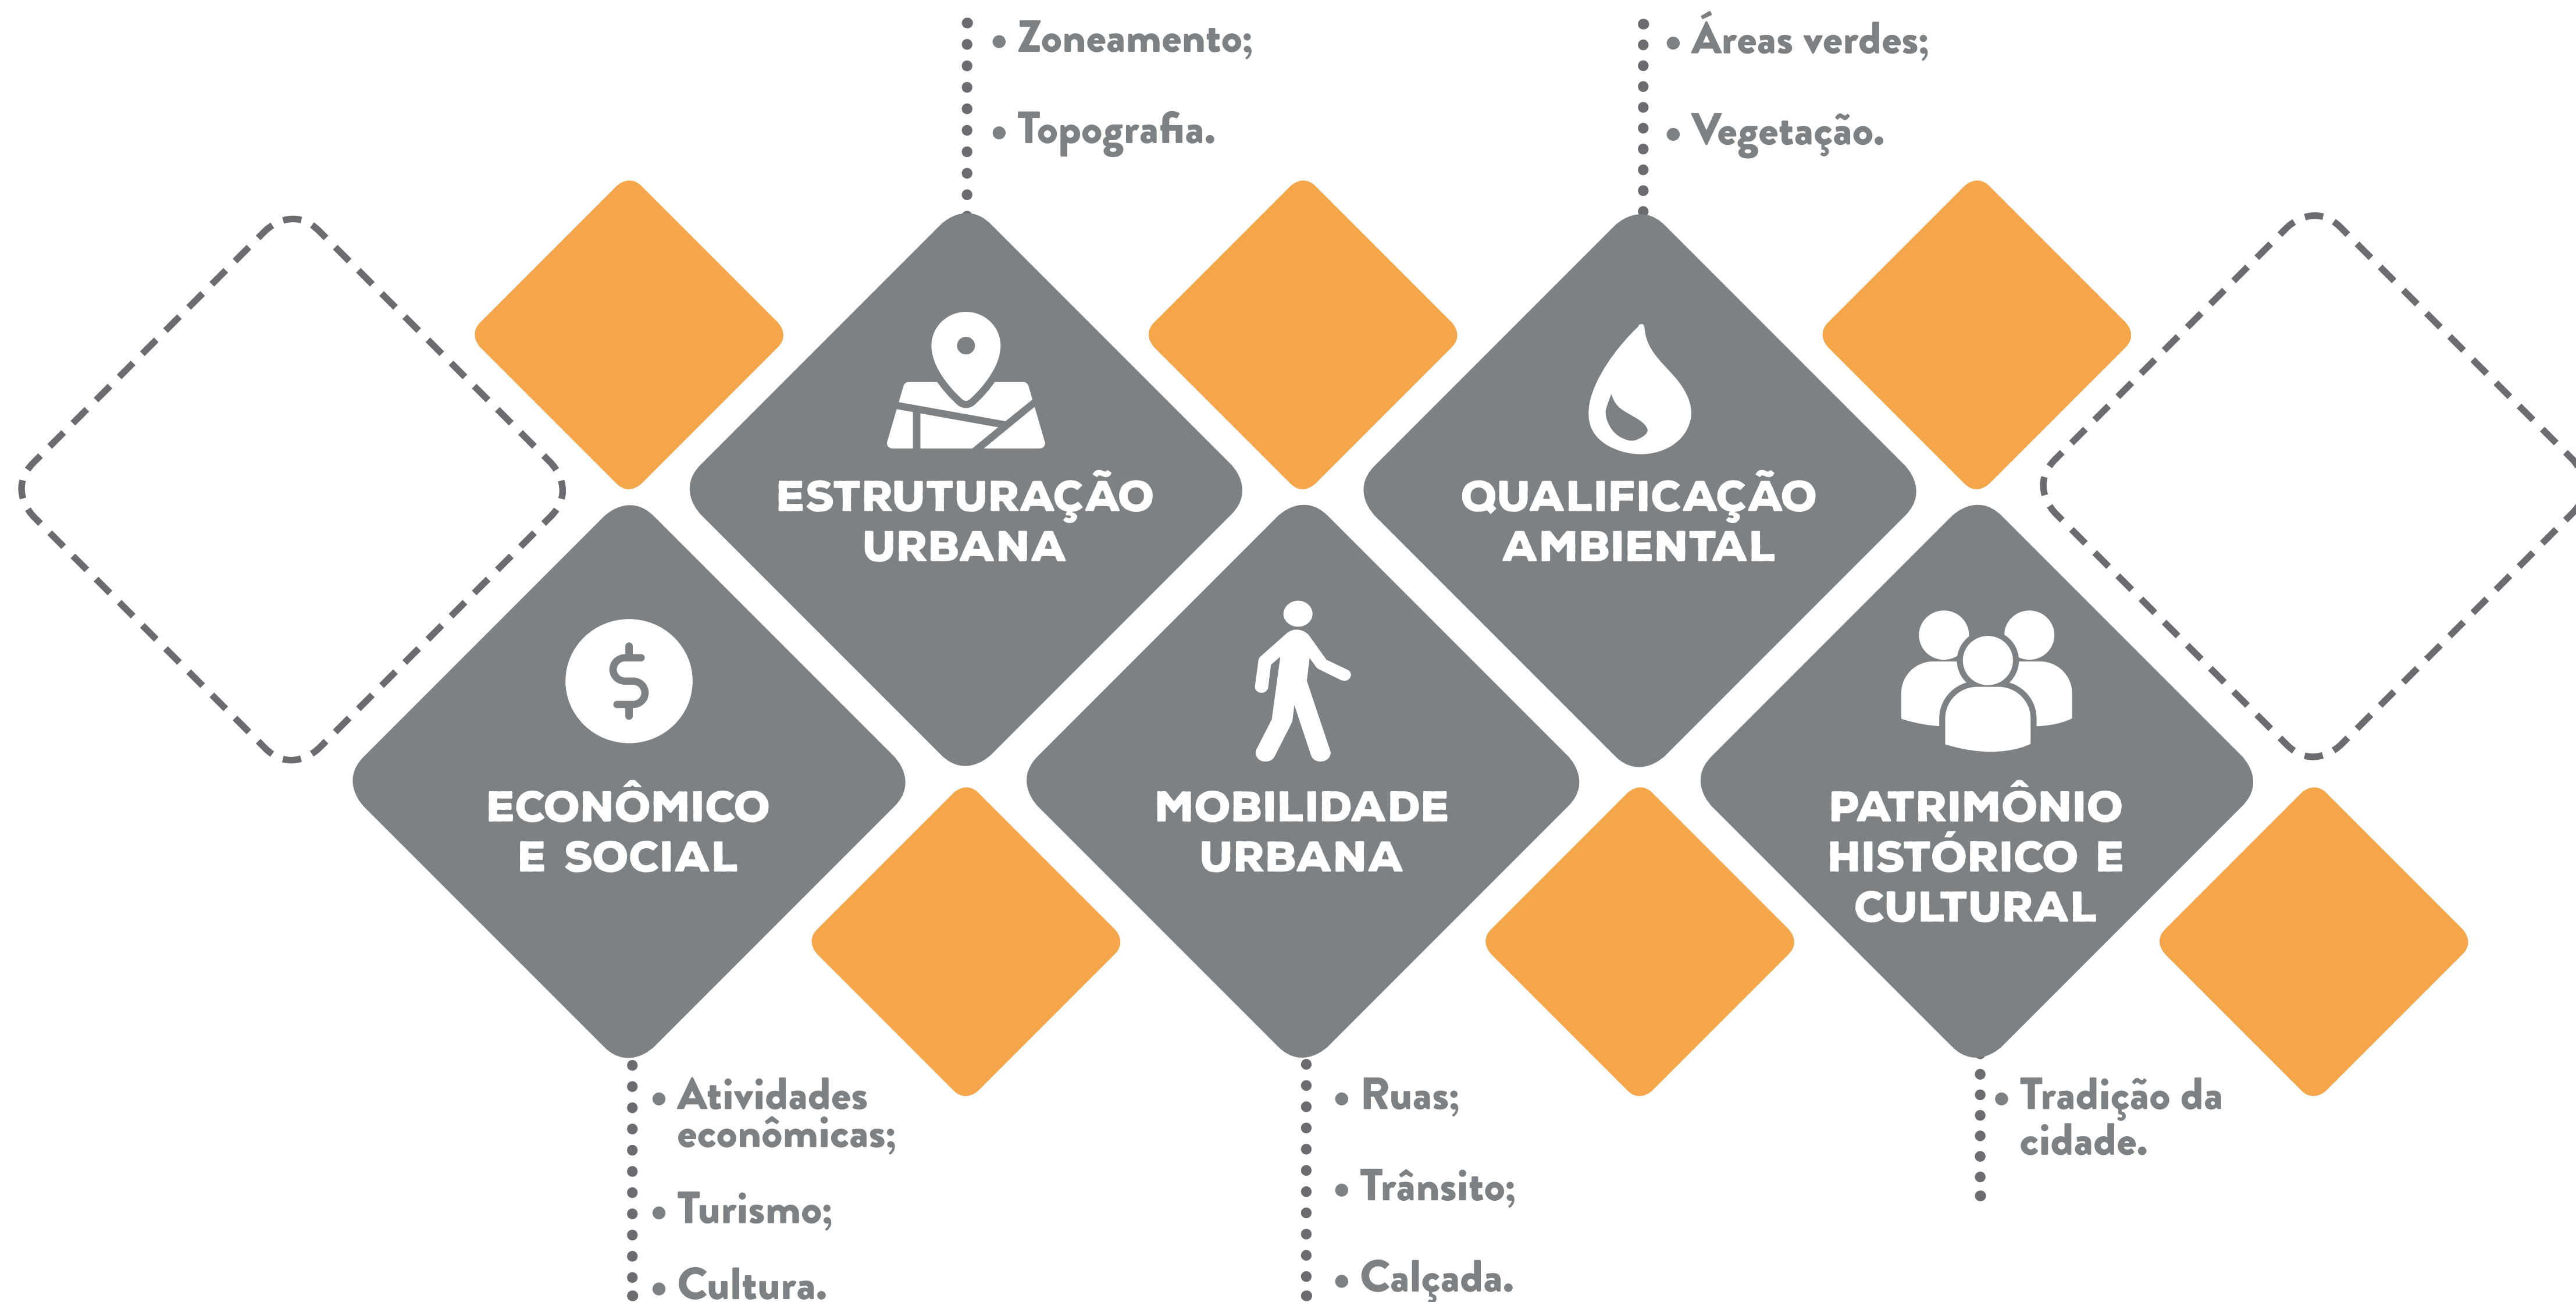 • Zoneamento;
• Topografia.
• Áreas verdes;
• Vegetação.
ESTRUTURAÇÃO
URBANA
QUALIFICAÇÃO
AMBIENTAL
$
ECONÔMICO
E SOCIAL
MOBILIDADE
URBANA
PATRIMÔNIO
HISTÓRICO E
CULTURAL
• Atividades
econômicas;
• Turismo;
• Cultura.
• Ruas;
• Trânsito;
• Calçada.
• Tradição da
cidade.